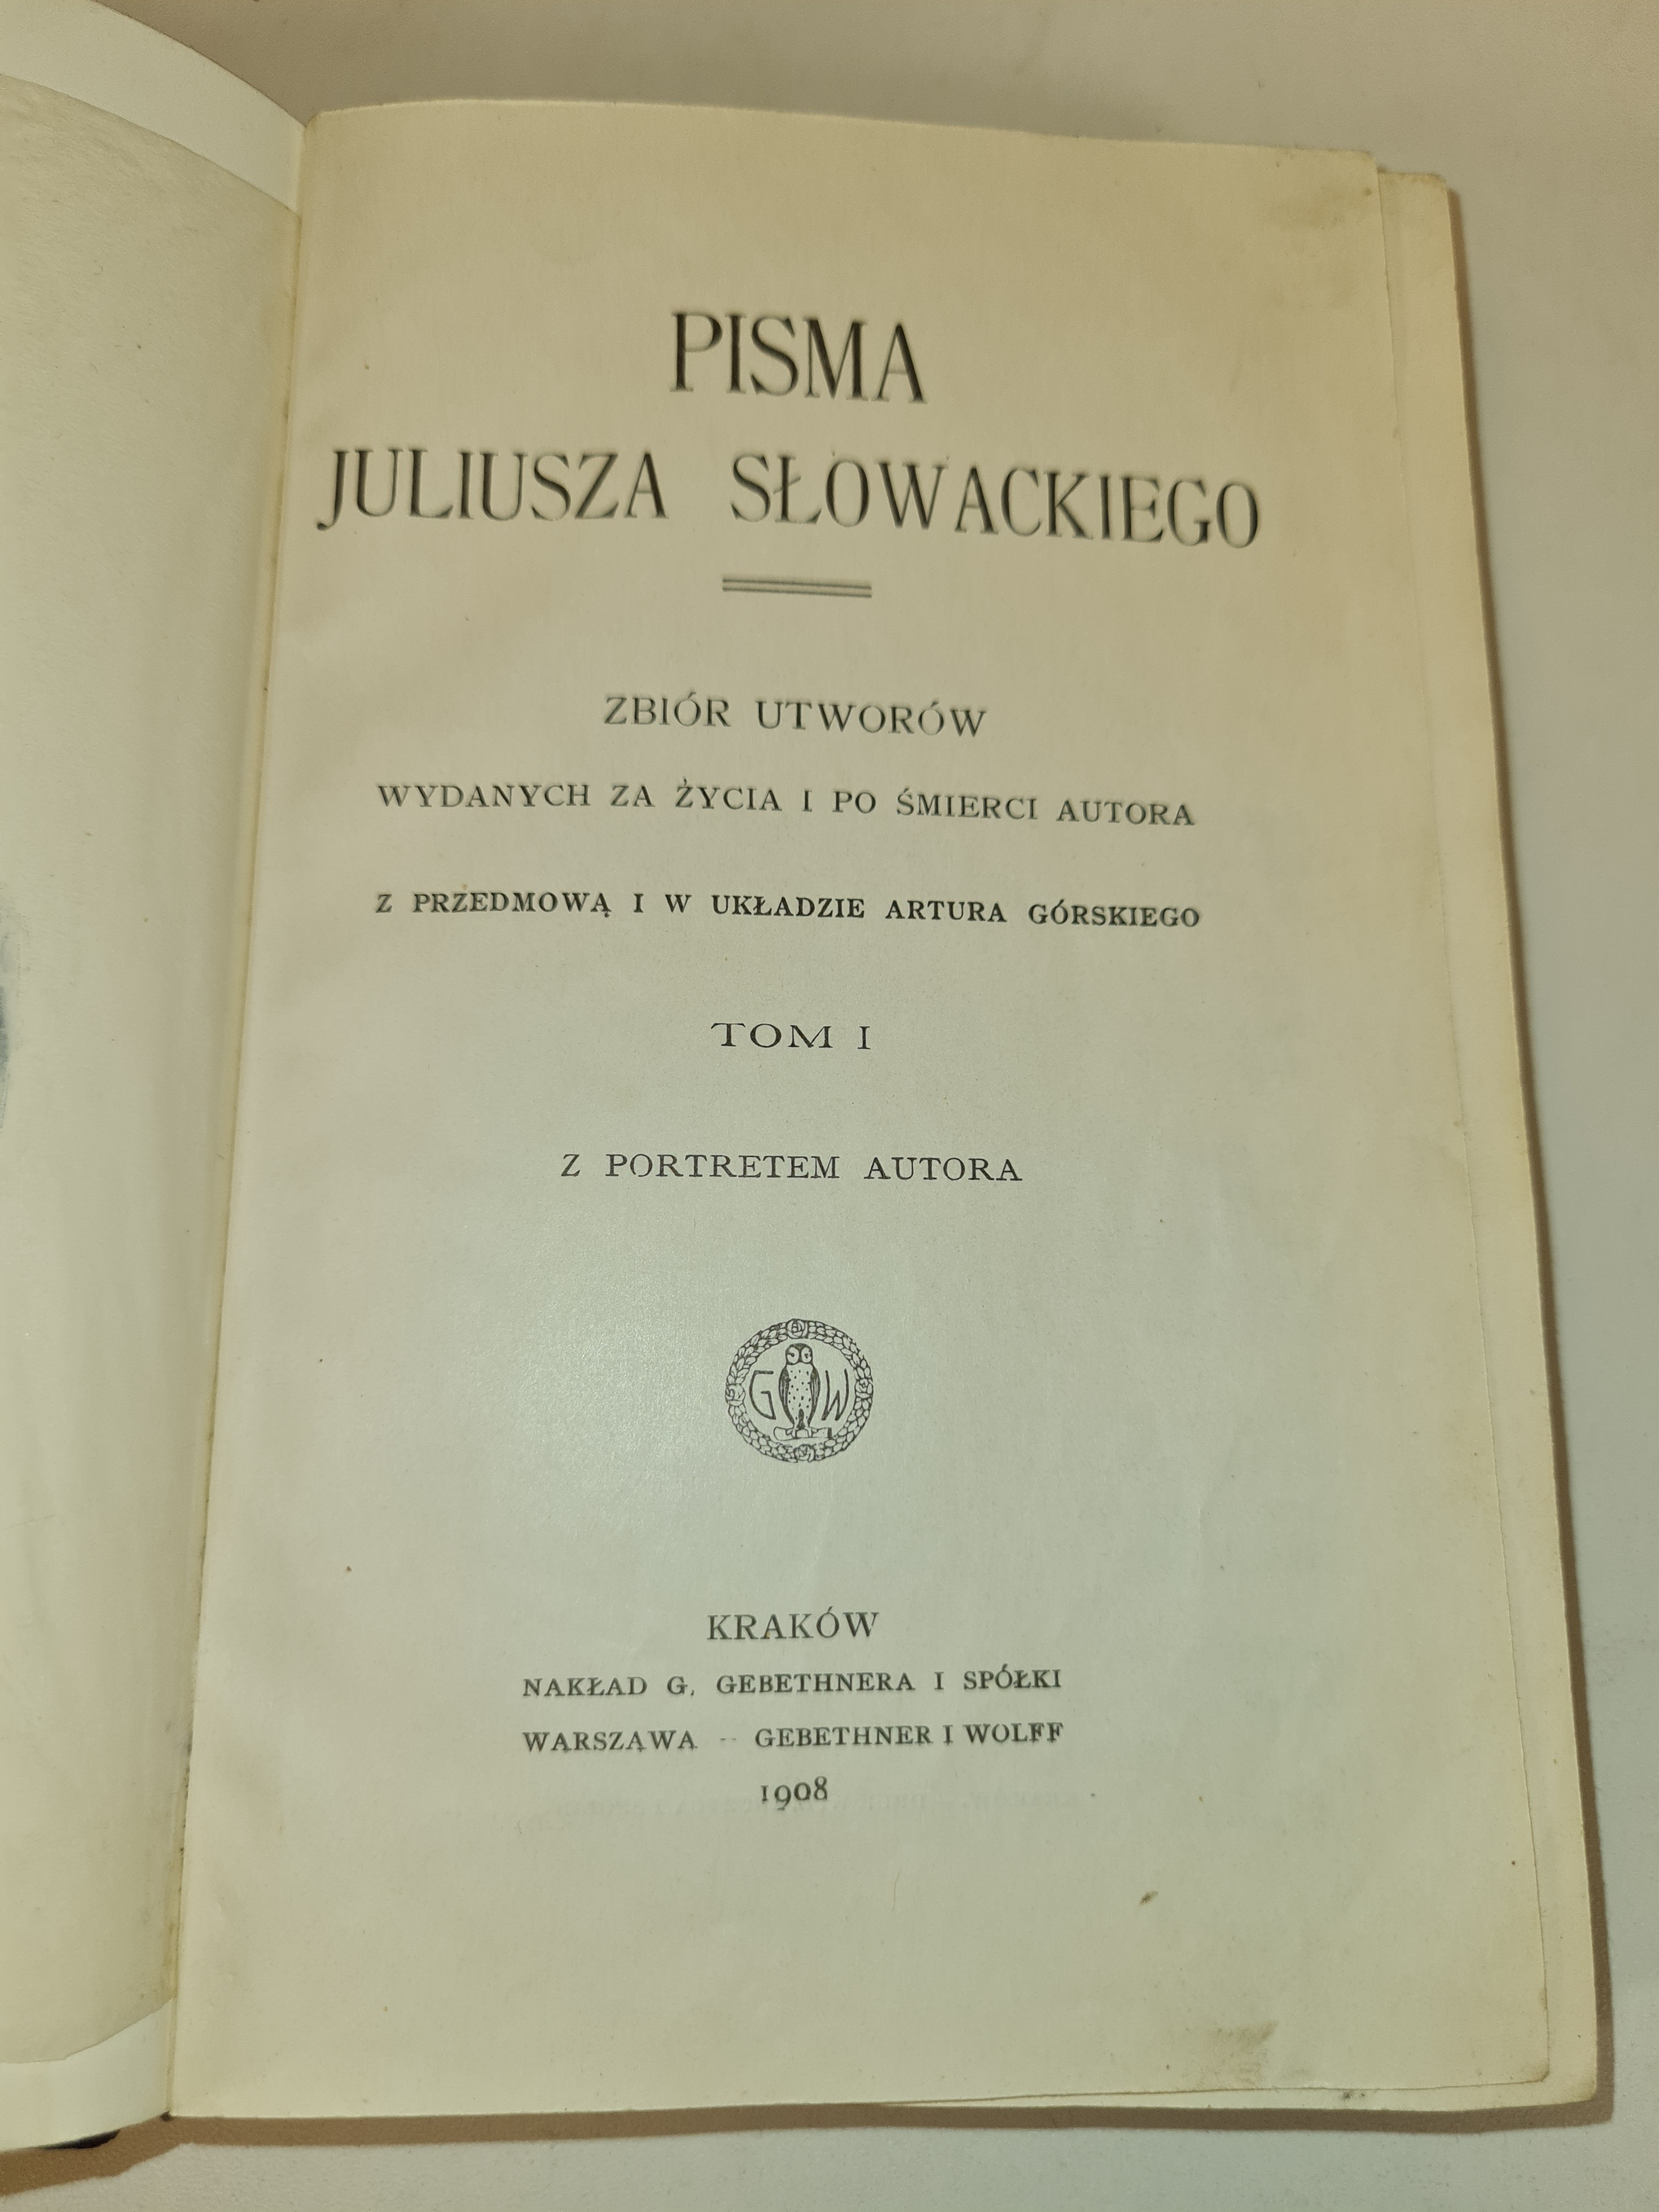 PISMA
JULIUSZA SŁOWACKIEGO
ZBIÓR UTWORÓW
WYDANYCH ZA ŻYCIA I PO ŚMIERCI AUTORA
Z PRZEDMOWĄ I W UKŁADZIE ARTURA GÓRSKIEGO
TOM I
Z PORTRETEM AUTORA
G W
KRAKÓW
NAKŁAD G. GEBETHNERA I SPÓŁKI
WARSZAWA — GEBETHNER I WOLFF
1908